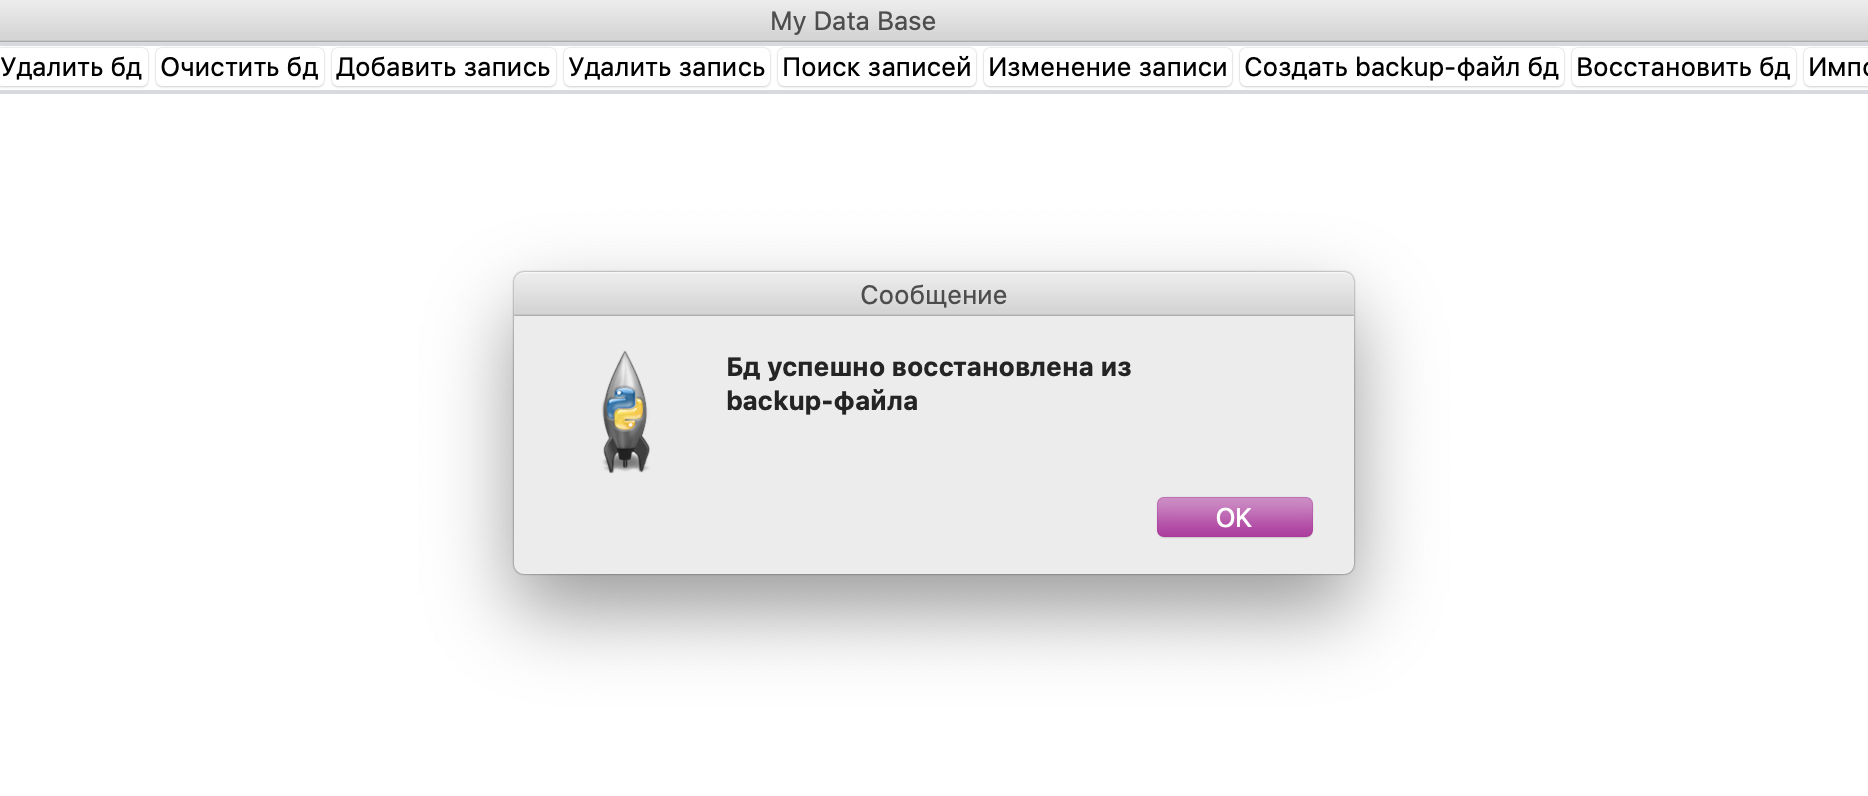 My Data Base
Удалить бд Очистить бд Добавить запись Удалить запись Поиск записей Изменение записи Создать backup-файл бд Восстановить бд Импо
Сообщение
Бд успешно восстановлена из
backup-файла
OK